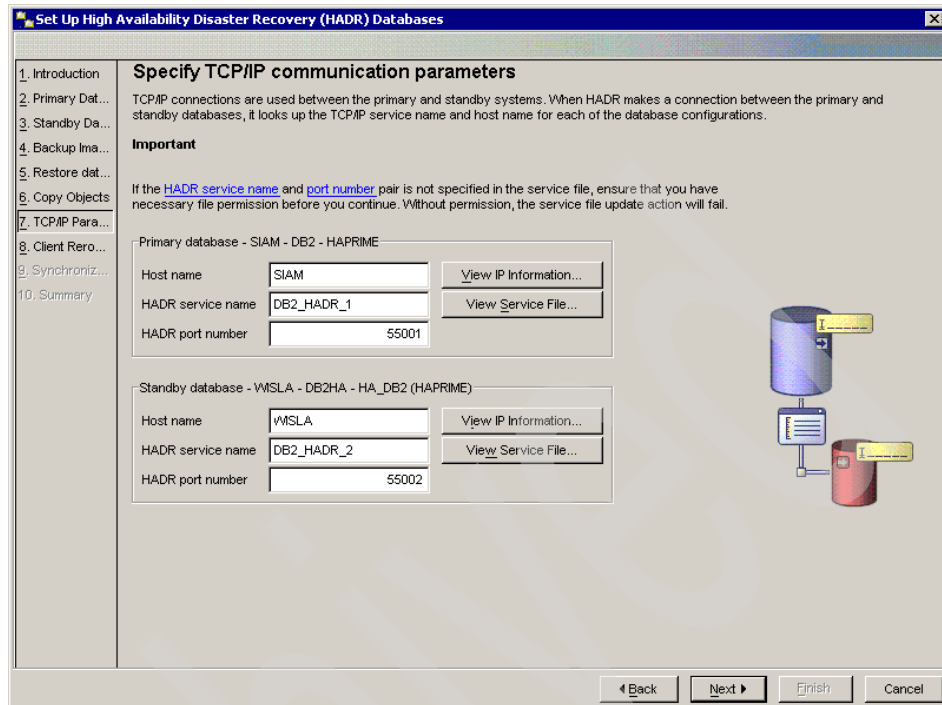 Set Up High Availability Disaster Recovery (HADR) Databases
1. Introduction
2. Primary Dat...
3. Standby Da...
4. Backup Ima...
5. Restore dat...
6. Copy Objects
7. TCP/IP Para...
8. Client Rero...
9. Synchroniz...
10. Summary
Specify TCP/IP communication parameters
TCP/IP connections are used between the primary and standby systems. When HADR makes a connection between the primary and
standby databases, it looks up the TCP/IP service name and host name for each of the database configurations.
Important
If the HADR service name and port number pair is not specified in the service file, ensure that you have
necessary file permission before you continue. Without permission, the service file update action will fail.
Primary database - SIAM - DB2 - HAPRIME
Host name SIAM View IP Information...
HADR service name DB2_HADR_1 View Service File...
HADR port number 55001
Standby database - WISLA - DB2HA - HA_DB2 (HAPRIME)
Host name WISLA View IP Information...
HADR service name DB2_HADR_2 View Service File...
HADR port number 55002
Back Next Finish Cancel